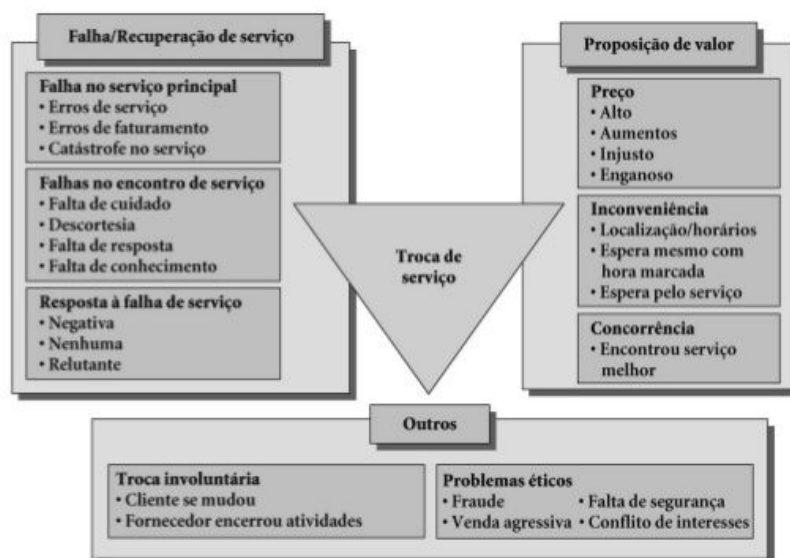 Falha/Recuperação de serviço
Falha no serviço principal
• Erros de serviço
• Erros de faturamento
• Catástrofe no serviço
Falhas no encontro de serviço
• Falta de cuidado
• Descortesia
• Falta de resposta
• Falta de conhecimento
Resposta à falha de serviço
• Negativa
• Nenhuma
• Relutante
Troca de
serviço
Proposição de valor
Preço
• Alto
• Aumentos
• Injusto
• Enganoso
Inconveniência
• Localização/horários
• Espera mesmo com
hora marcada
• Espera pelo serviço
Concorrência
• Encontrou serviço
melhor
Outros
Troca involuntária
• Cliente se mudou
• Fornecedor encerrou atividades
Problemas éticos
• Fraude • Falta de segurança
• Venda agressiva • Conflito de interesses